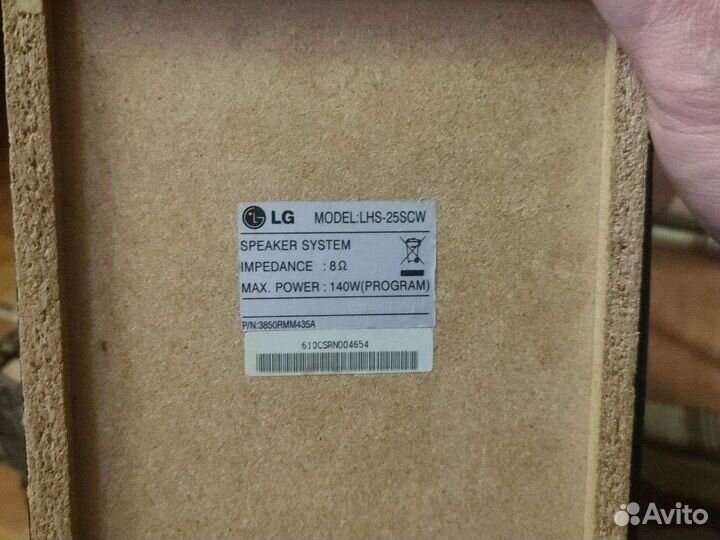 LG MODEL:LHS-25SCW
SPEAKER SYSTEM
IMPEDANCE : 8Ω
MAX. POWER : 140W(PROGRAM)
P/N:3850RMM435A
610CSRN004654
Avito